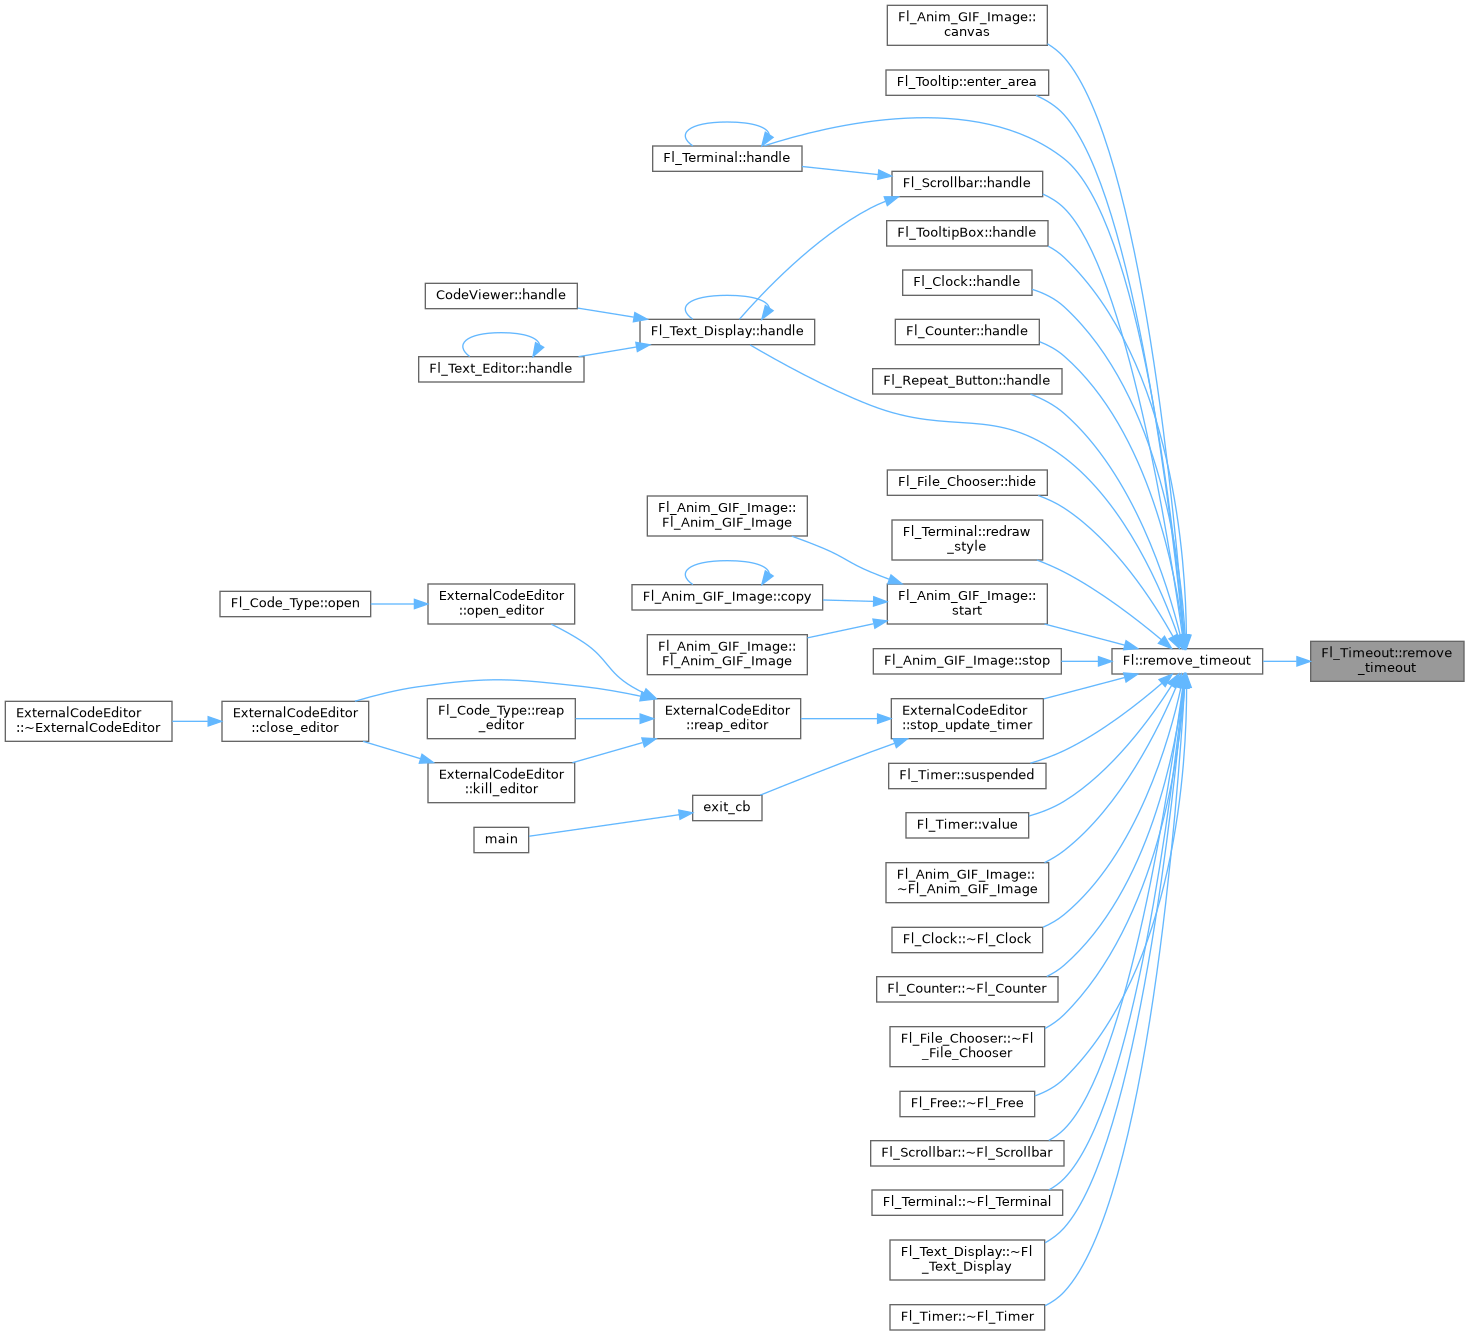 Fl_Anim_GIF_Image::
canvas
Fl_Tooltip::enter_area
Fl_Terminal::handle
Fl_Scrollbar::handle
Fl_TooltipBox::handle
Fl_Clock::handle
CodeViewer::handle
Fl_Counter::handle
Fl_Text_Display::handle
Fl_Text_Editor::handle
Fl_Repeat_Button::handle
Fl_File_Chooser::hide
Fl_Anim_GIF_Image::
Fl_Anim_GIF_Image
Fl_Terminal::redraw
_style
Fl_Code_Type::open
ExternalCodeEditor
::open_editor
Fl_Anim_GIF_Image::copy
Fl_Anim_GIF_Image::
start
Fl_Anim_GIF_Image::
Fl_Anim_GIF_Image
Fl_Anim_GIF_Image::stop
Fl::remove_timeout
Fl_Timeout::remove
_timeout
ExternalCodeEditor
::~ExternalCodeEditor
ExternalCodeEditor
::close_editor
Fl_Code_Type::reap
_editor
ExternalCodeEditor
::reap_editor
ExternalCodeEditor
::stop_update_timer
ExternalCodeEditor
::kill_editor
Fl_Timer::suspended
exit_cb
Fl_Timer::value
main
Fl_Anim_GIF_Image::
~Fl_Anim_GIF_Image
Fl_Clock::~Fl_Clock
Fl_Counter::~Fl_Counter
Fl_File_Chooser::~Fl
_File_Chooser
Fl_Free::~Fl_Free
Fl_Scrollbar::~Fl_Scrollbar
Fl_Terminal::~Fl_Terminal
Fl_Text_Display::~Fl
_Text_Display
Fl_Timer::~Fl_Timer